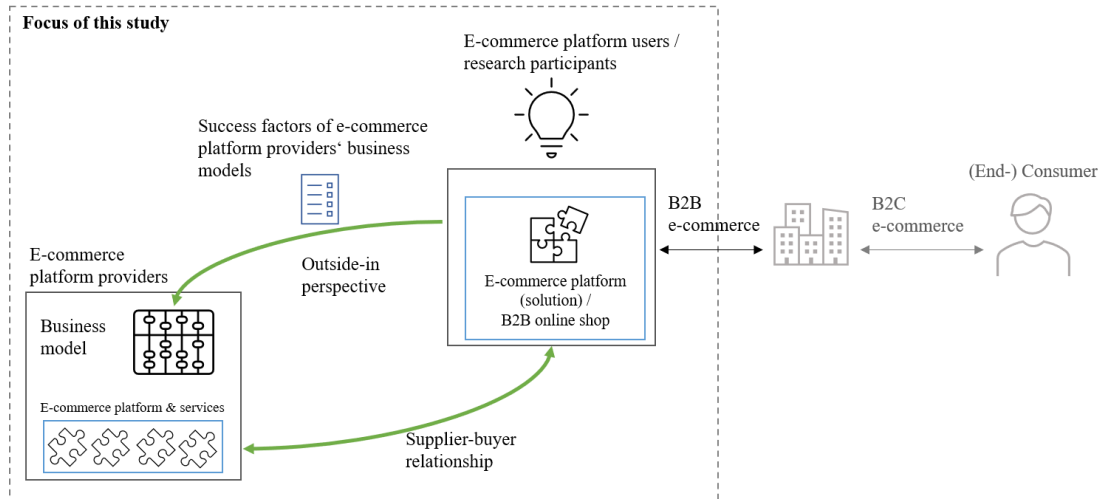 Focus of this study
E-commerce platform users /
research participants
Success factors of e-commerce
platform providers‘ business
models
(End-) Consumer
B2B
e-commerce
B2C
e-commerce
E-commerce
platform providers
Outside-in
perspective
E-commerce platform
(solution) /
B2B online shop
Business
model
E-commerce platform & services
Supplier-buyer
relationship